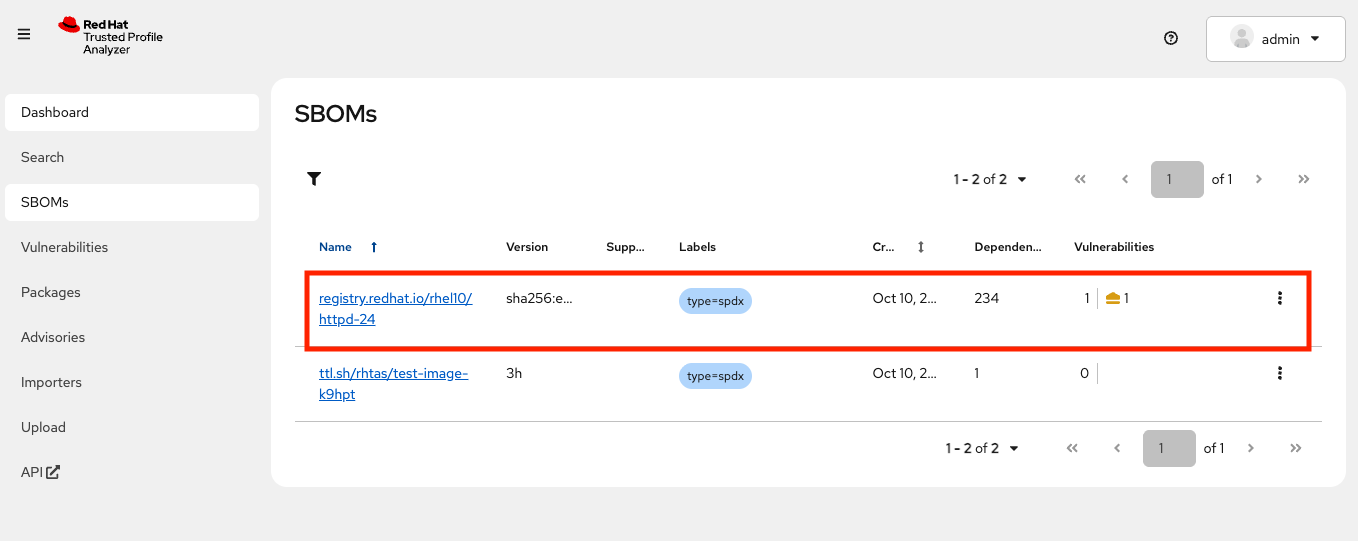 Red Hat
Trusted Profile
Analyzer
admin
Dashboard
Search
SBOMs
Vulnerabilities
Packages
Advisories
Importers
Upload
API
SBOMs
1 - 2 of 2
1 of 1
Name Version Supp... Labels Cr... Dependen... Vulnerabilities
registry.redhat.io/rhel10/ sha256:e... type=spdx Oct 10, 2... 234 1 1
httpd-24
ttl.sh/rhtas/test-image- 3h type=spdx Oct 10, 2... 1 0
k9hpt
1 - 2 of 2
1 of 1